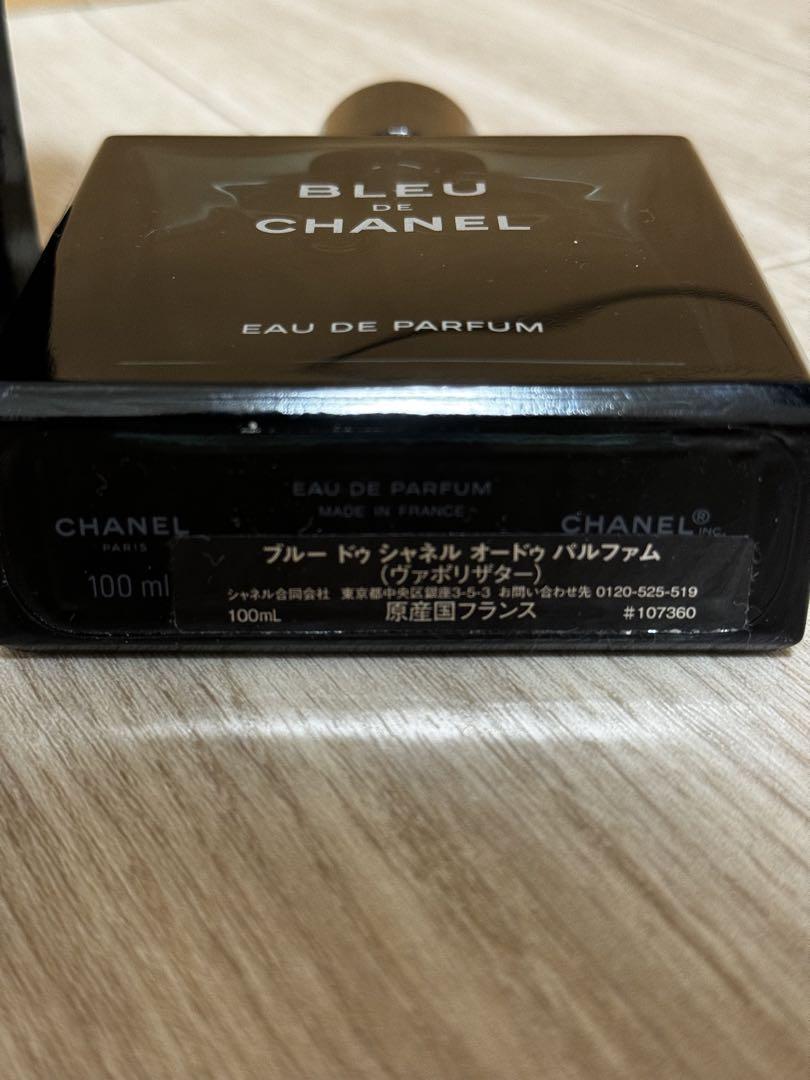 BLEU
DE
CHANEL
EAU DE PARFUM
EAU DE PARFUM
MADE IN FRANCE
CHANEL
PARIS
CHANEL®
INC.
100 ml
ブルー ドゥ シャネル オードゥ パルファム
(ヴァポリザター)
シャネル合同会社 東京都中央区銀座3-5-3 お問い合わせ先 0120-525-519
100mL 原産国フランス #107360